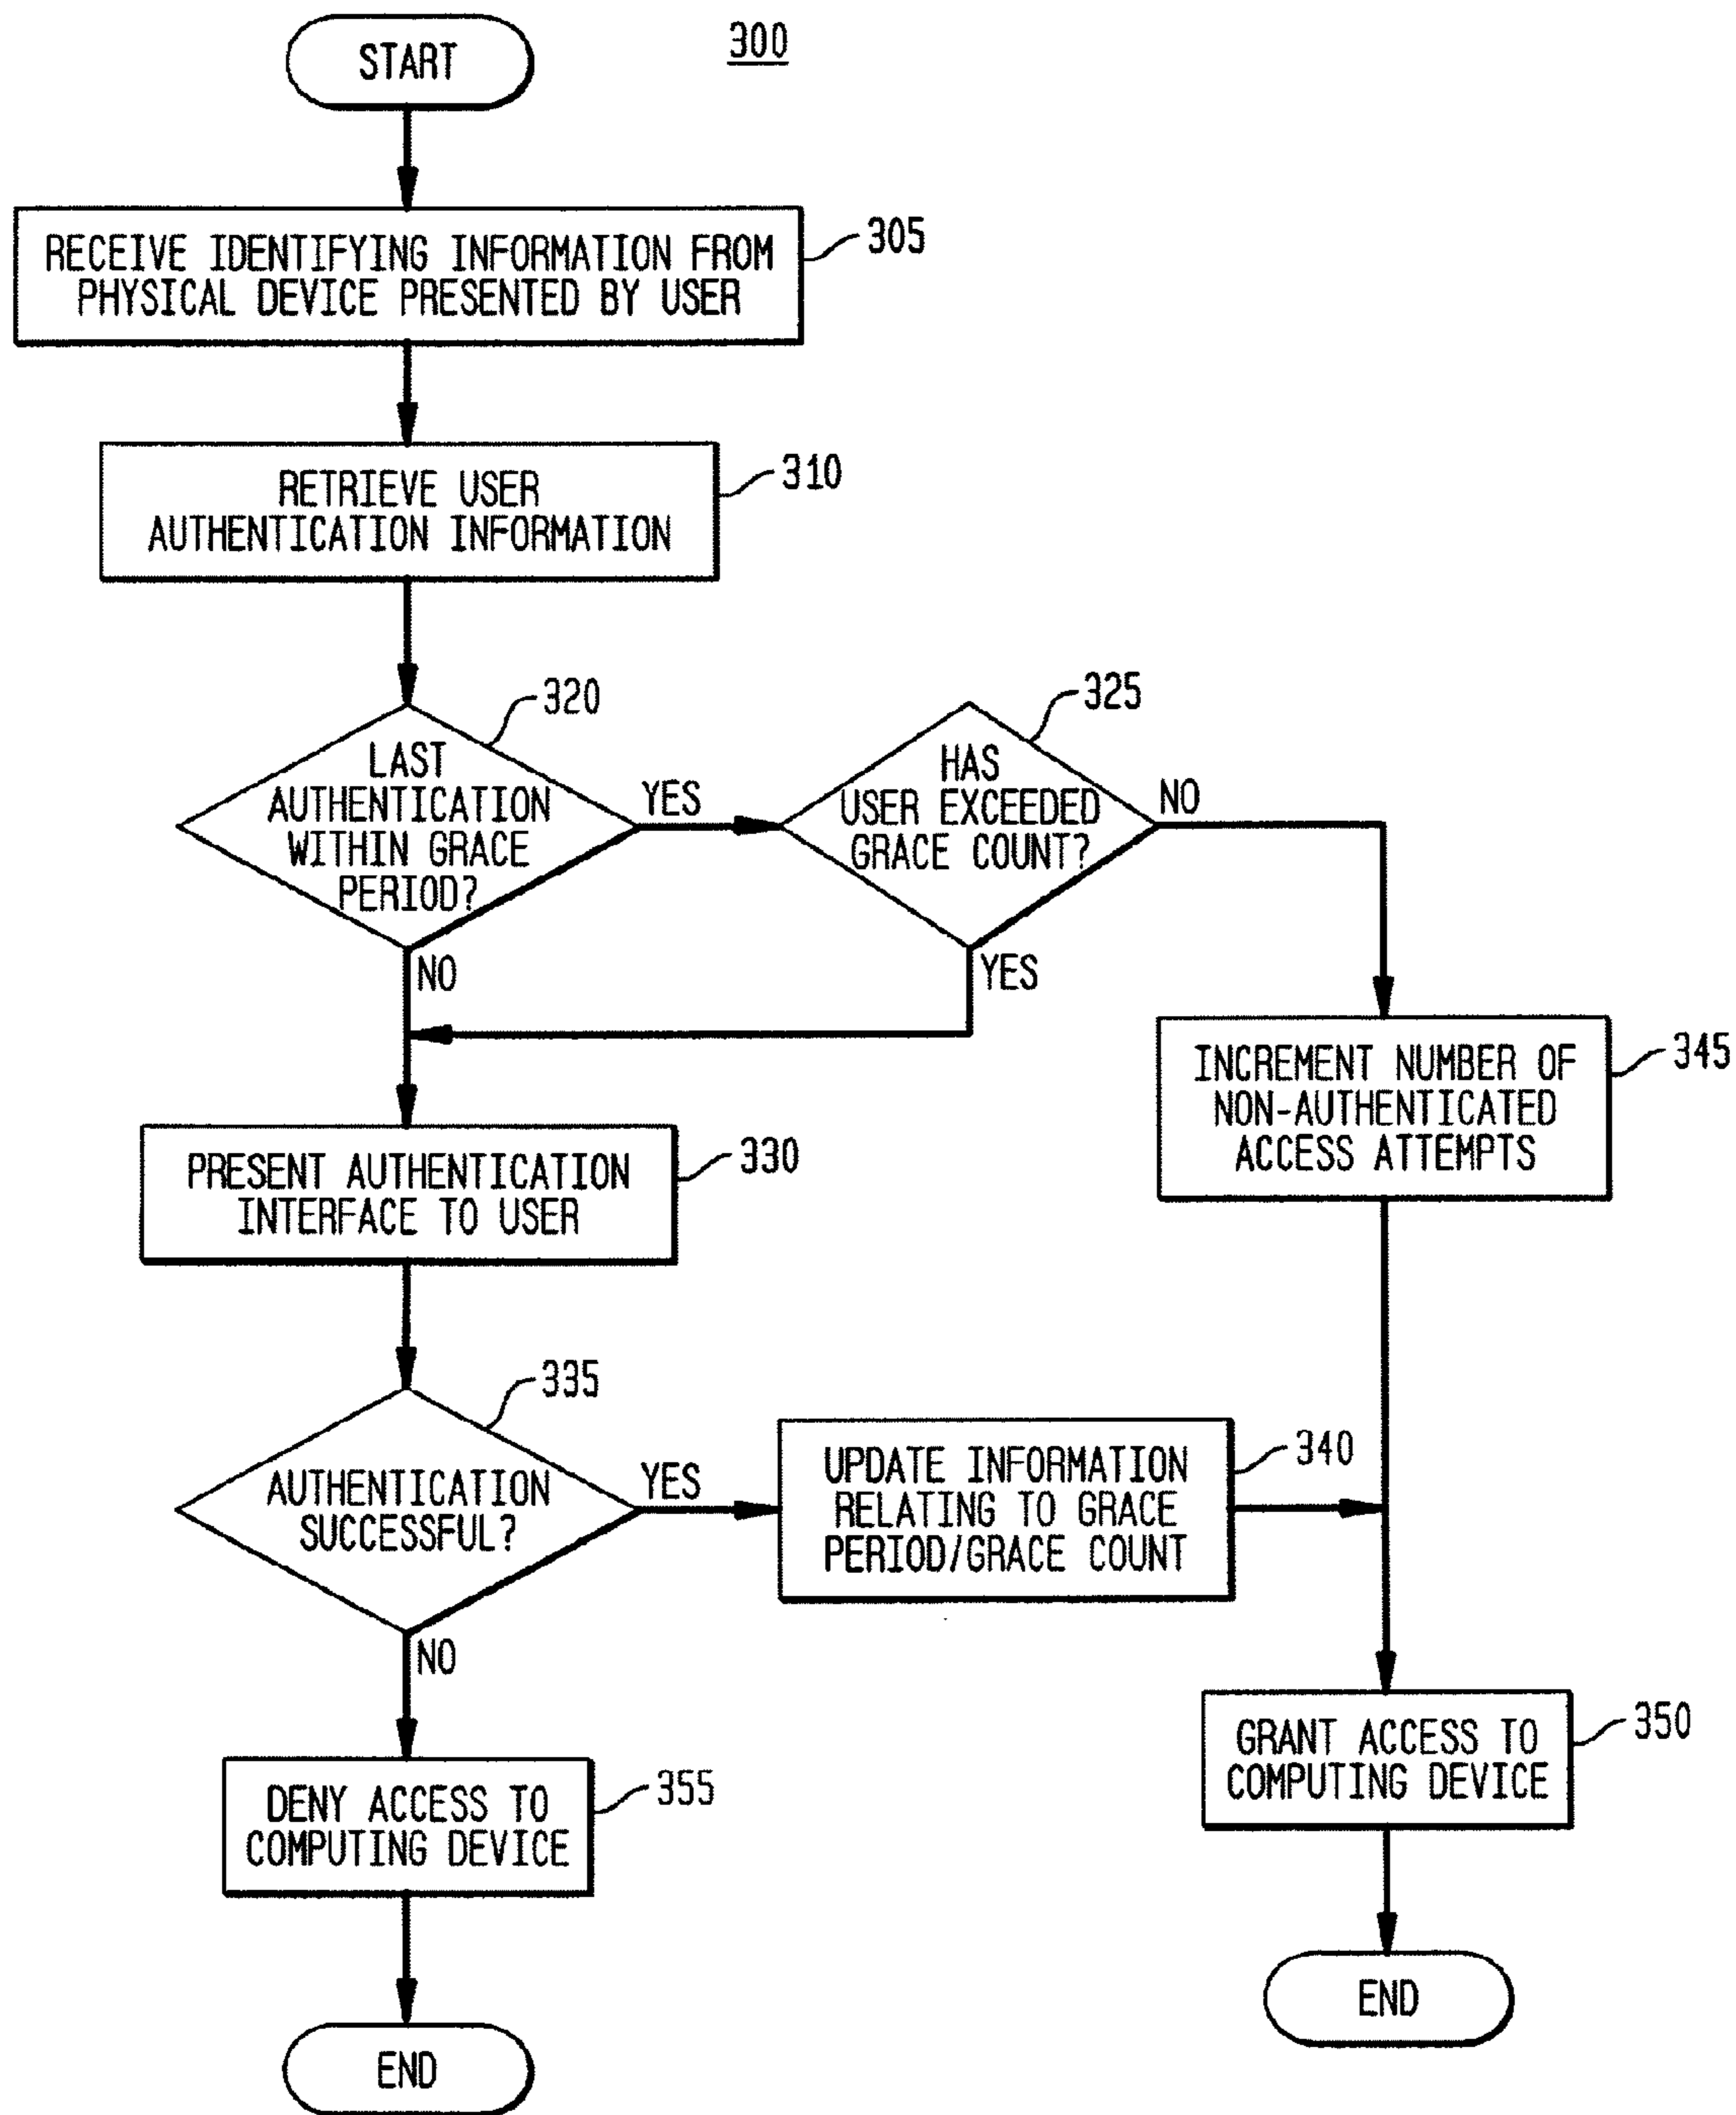 300
START
RECEIVE IDENTIFYING INFORMATION FROM
PHYSICAL DEVICE PRESENTED BY USER
305
RETRIEVE USER
AUTHENTICATION INFORMATION
310
320
LAST
AUTHENTICATION
WITHIN GRACE
PERIOD?
YES
NO
325
HAS
USER EXCEEDED
GRACE COUNT?
NO
YES
INCREMENT NUMBER OF
NON-AUTHENTICATED
ACCESS ATTEMPTS
345
PRESENT AUTHENTICATION
INTERFACE TO USER
330
335
AUTHENTICATION
SUCCESSFUL?
YES
NO
UPDATE INFORMATION
RELATING TO GRACE
PERIOD/GRACE COUNT
340
GRANT ACCESS TO
COMPUTING DEVICE
350
DENY ACCESS TO
COMPUTING DEVICE
355
END
END